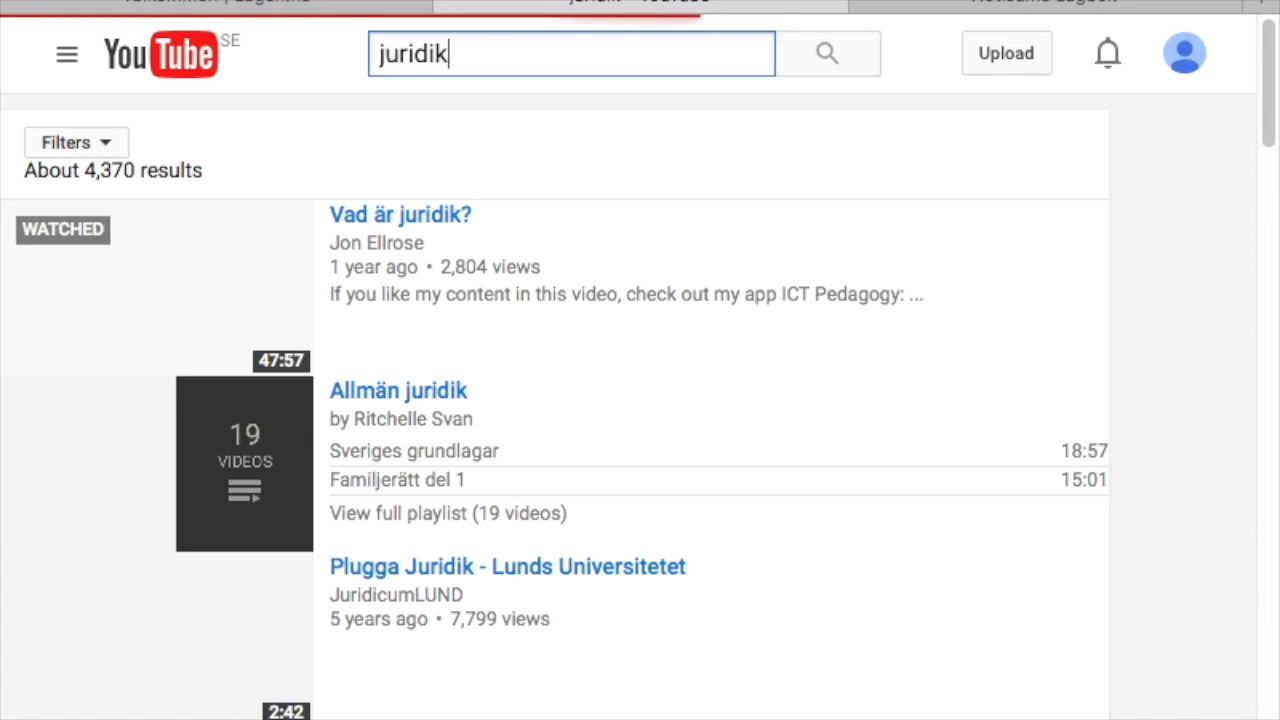 YouTube SE
juridik
Upload
Filters
About 4,370 results
WATCHED
47:57
Vad är juridik?
Jon Ellrose
1 year ago • 2,804 views
If you like my content in this video, check out my app ICT Pedagogy: ...
19
VIDEOS
Allmän juridik
by Ritchelle Svan
Sveriges grundlagar 18:57
Familjerätt del 1 15:01
View full playlist (19 videos)
Plugga Juridik - Lunds Universitetet
JuridicumLUND
5 years ago • 7,799 views
2:42